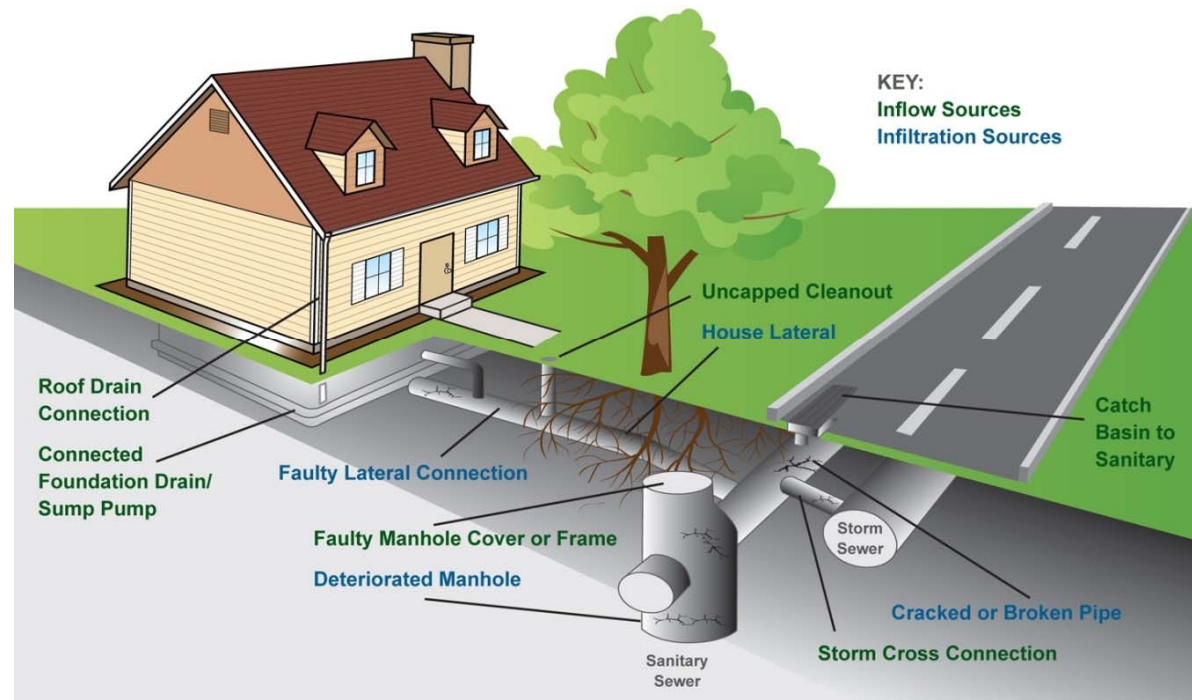 KEY:
Inflow Sources
Infiltration Sources
Uncapped Cleanout
House Lateral
Roof Drain
Connection
Connected
Foundation Drain/
Sump Pump
Catch
Basin to
Sanitary
Faulty Lateral Connection
Faulty Manhole Cover or Frame
Storm
Sewer
Deteriorated Manhole
Cracked or Broken Pipe
Storm Cross Connection
Sanitary
Sewer